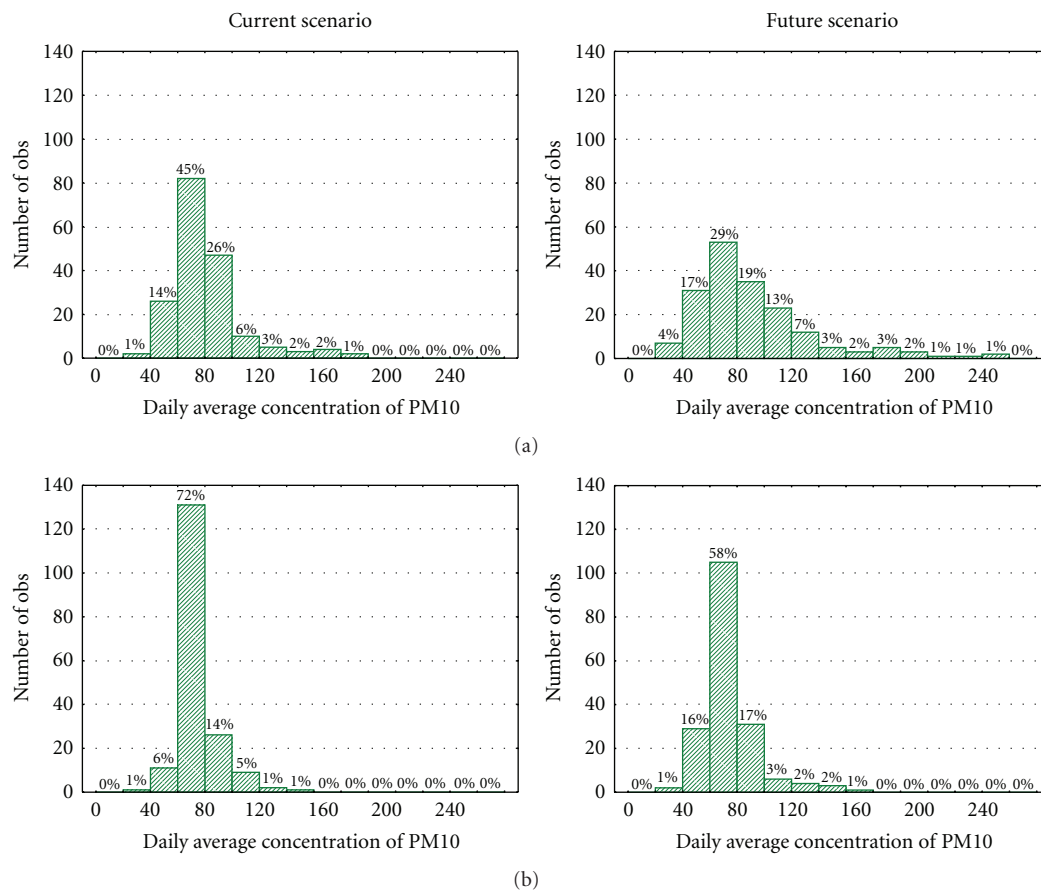 Current scenario
Future scenario
140
120
100
80
60
40
20
0
Number of obs
0% 1% 14% 45% 26% 6% 3% 2% 2% 1% 0% 0% 0% 0% 0%
0 40 80 120 160 200 240
Daily average concentration of PM10
140
120
100
80
60
40
20
0
Number of obs
0% 4% 17% 29% 19% 13% 7% 3% 2% 3% 2% 1% 1% 1% 0%
0 40 80 120 160 200 240
Daily average concentration of PM10
(a)
140
120
100
80
60
40
20
0
Number of obs
0% 1% 6% 72% 14% 5% 1% 1% 0% 0% 0% 0% 0% 0% 0%
0 40 80 120 160 200 240
Daily average concentration of PM10
140
120
100
80
60
40
20
0
Number of obs
0% 1% 16% 58% 17% 3% 2% 2% 1% 0% 0% 0% 0% 0% 0%
0 40 80 120 160 200 240
Daily average concentration of PM10
(b)